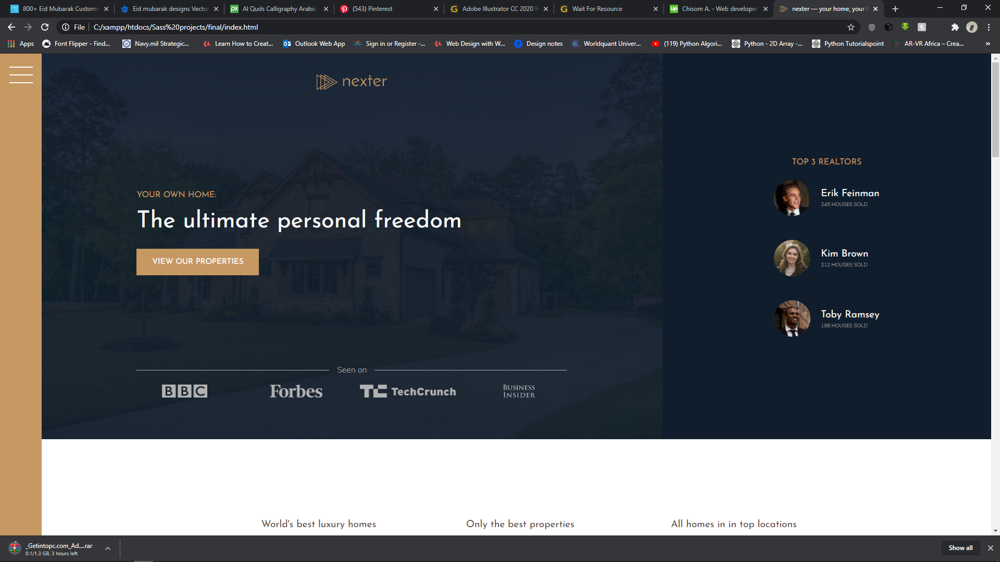 800+ Eid Mubarak Customi
Eid mubarak designs Vector
Al Quds Calligraphy Arabic
(543) Pinterest
Adobe Illustrator CC 2020 F
Wait For Resource
Chisom A. - Web developer
nexter — your home, your f
File
C:/xampp/htdocs/Sass%20projects/final/index.html
Apps
Font Flipper - Find...
Navy.mil Strategic...
Learn How to Creat...
Outlook Web App
Sign in or Register -...
Web Design with W...
Design notes
Worldquant Univer...
(119) Python Algori...
Python - 2D Array -...
Python Tutorialspoint
AR-VR Africa – Crea...
»
nexter
YOUR OWN HOME:
The ultimate personal freedom
VIEW OUR PROPERTIES
Seen on
BBC
Forbes
TC TechCrunch
BUSINESS
INSIDER
TOP 3 REALTORS
Erik Feinman
245 HOUSES SOLD
Kim Brown
212 HOUSES SOLD
Toby Ramsey
198 HOUSES SOLD
World's best luxury homes
Only the best properties
All homes in in top locations
_Getintopc.com_Ad....rar
0.1/1.3 GB, 3 hours left
Show all